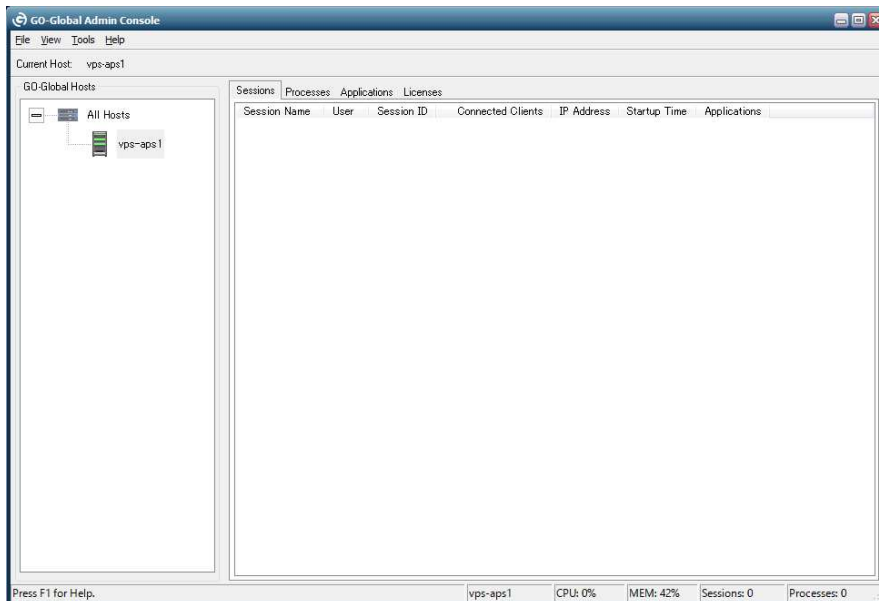 GO-Global Admin Console
File View Tools Help
Current Host: vps-aps1
GO-Global Hosts
All Hosts
vps-aps1
Sessions Processes Applications Licenses
Session Name User Session ID Connected Clients IP Address Startup Time Applications
Press F1 for Help. vps-aps1 CPU: 0% MEM: 42% Sessions: 0 Processes: 0